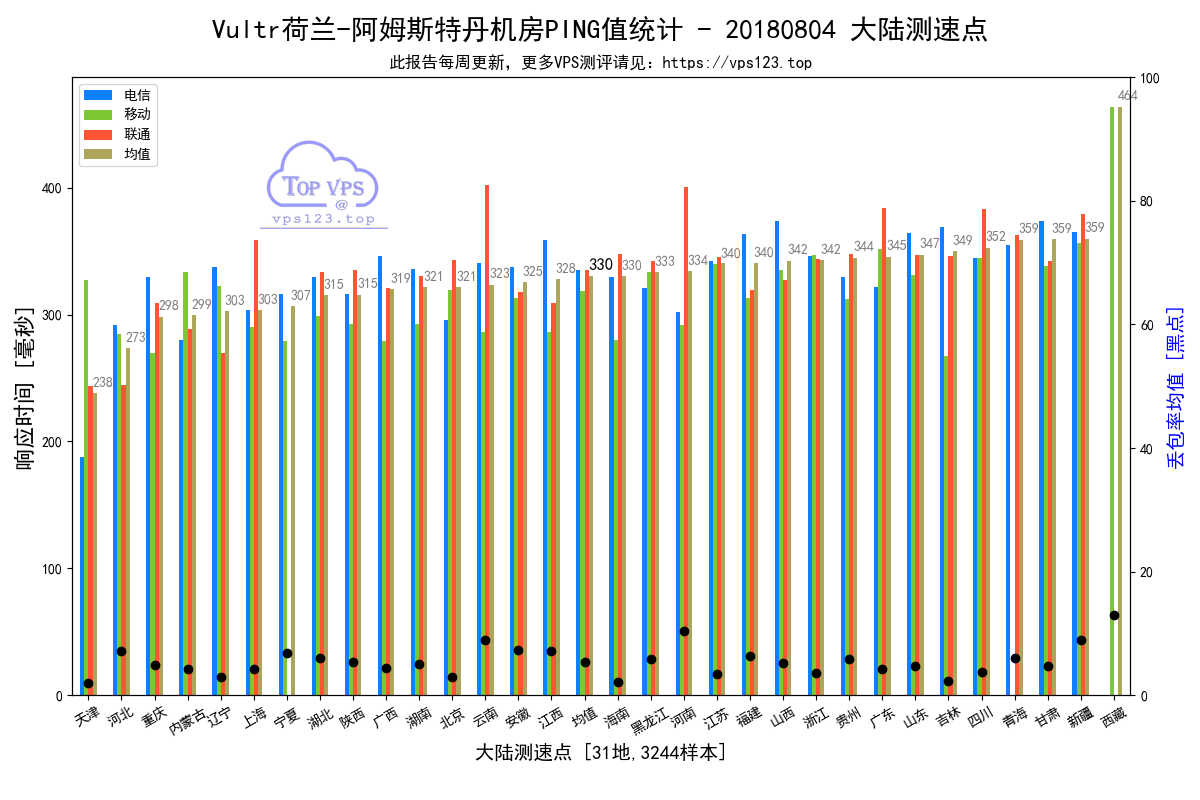 Vultr荷兰-阿姆斯特丹机房PING值统计 - 20180804 大陆测速点
此报告每周更新，更多VPS测评请见：https://vps123.top
电信
移动
联通
均值
TOP VPS
@
vps123.top
响应时间 [毫秒]
400
300
200
100
0
238 273 298 299 303 303 307 315 315 319 321 321 323 325 328 330 330 333 334 340 340 342 342 344 345 347 349 352 359 359 359 464
100
80
60
40
20
0
丢包率均值 [黑点]
天津 河北 重庆 内蒙古 辽宁 上海 宁夏 湖北 陕西 广西 湖南 北京 云南 安徽 江西 均值 海南 黑龙江 河南 江苏 福建 山西 浙江 贵州 广东 山东 吉林 四川 青海 甘肃 新疆 西藏
大陆测速点 [31地,3244样本]